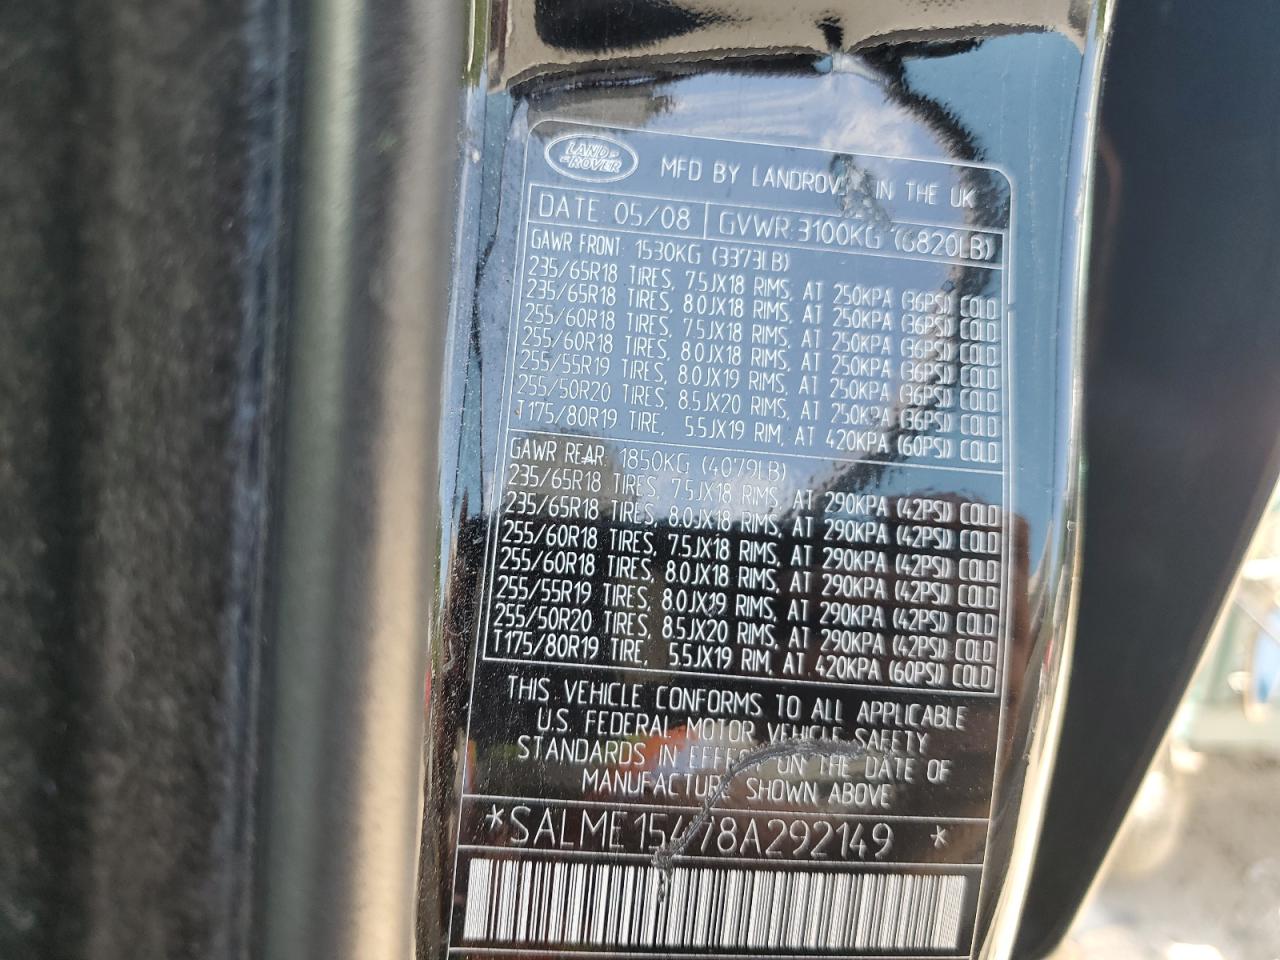 LAND ROVER
MFD BY LANDROVER IN THE UK
DATE 05/08 GVWR 3100KG (6820LB)
GAWR FRONT 1530KG (3373LB)
235/65R18 TIRES, 7.5JX18 RIMS, AT 250KPA (36PSI) COLD
235/65R18 TIRES, 8.0JX18 RIMS, AT 250KPA (36PSI) COLD
255/60R18 TIRES, 7.5JX18 RIMS, AT 250KPA (36PSI) COLD
255/60R18 TIRES, 8.0JX18 RIMS, AT 250KPA (36PSI) COLD
255/55R19 TIRES, 8.0JX19 RIMS, AT 250KPA (36PSI) COLD
255/50R20 TIRES, 8.5JX20 RIMS, AT 250KPA (36PSI) COLD
T175/80R19 TIRE, 5.5JX19 RIM, AT 420KPA (60PSI) COLD
GAWR REAR 1850KG (4079LB)
235/65R18 TIRES, 7.5JX18 RIMS, AT 290KPA (42PSI) COLD
235/65R18 TIRES, 8.0JX18 RIMS, AT 290KPA (42PSI) COLD
255/60R18 TIRES, 7.5JX18 RIMS, AT 290KPA (42PSI) COLD
255/60R18 TIRES, 8.0JX18 RIMS, AT 290KPA (42PSI) COLD
255/55R19 TIRES, 8.0JX19 RIMS, AT 290KPA (42PSI) COLD
255/50R20 TIRES, 8.5JX20 RIMS, AT 290KPA (42PSI) COLD
T175/80R19 TIRE, 5.5JX19 RIM, AT 420KPA (60PSI) COLD
THIS VEHICLE CONFORMS TO ALL APPLICABLE
U.S. FEDERAL MOTOR VEHICLE SAFETY
STANDARDS IN EFFECT ON THE DATE OF
MANUFACTURE SHOWN ABOVE
*SALME15478A292149 *